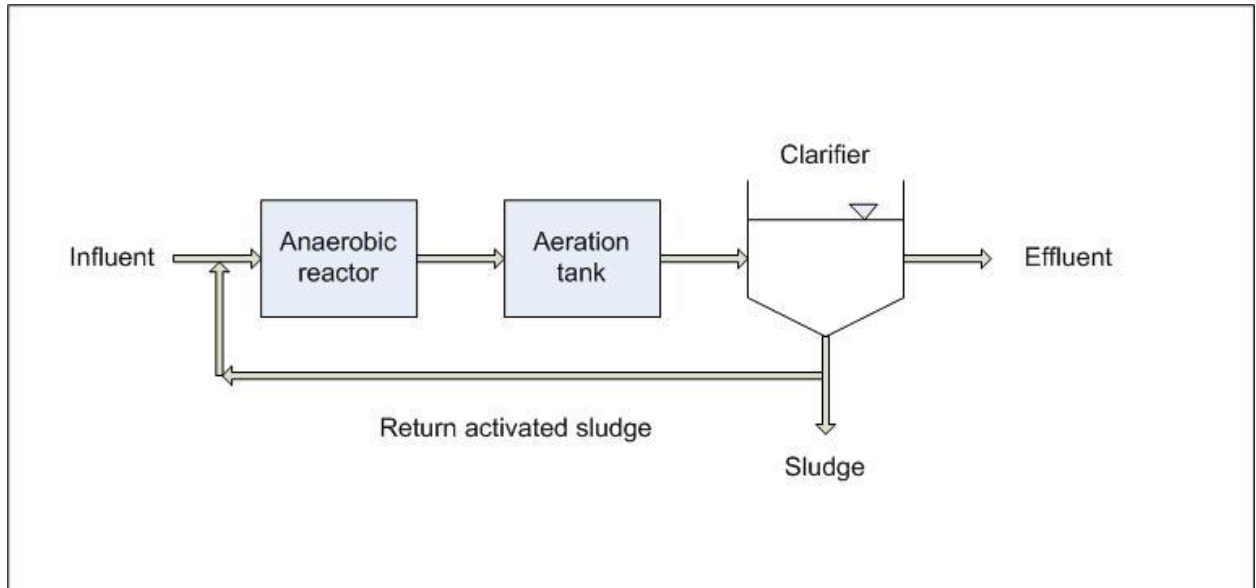 Clarifier
Influent
Anaerobic
reactor
Aeration
tank
Effluent
Return activated sludge
Sludge